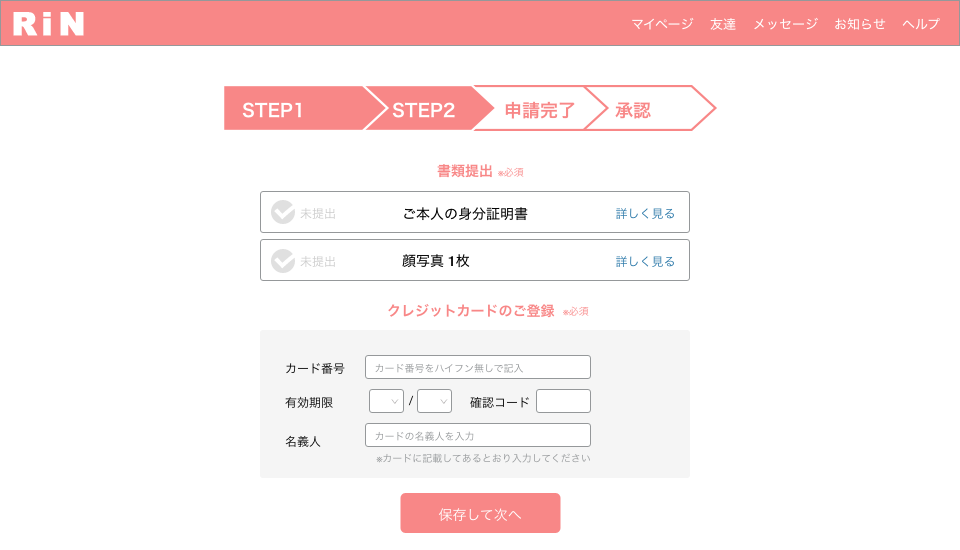 RiN マイページ 友達 メッセージ お知らせ ヘルプ
STEP1 STEP2 申請完了 承認
書類提出 ※必須
未提出 ご本人の身分証明書 詳しく見る
未提出 顔写真 1枚 詳しく見る
クレジットカードのご登録 ※必須
カード番号 カード番号をハイフン無しで記入
有効期限 / 確認コード
名義人 カードの名義人を入力
※カードに記載してあるとおり入力してください
保存して次へ